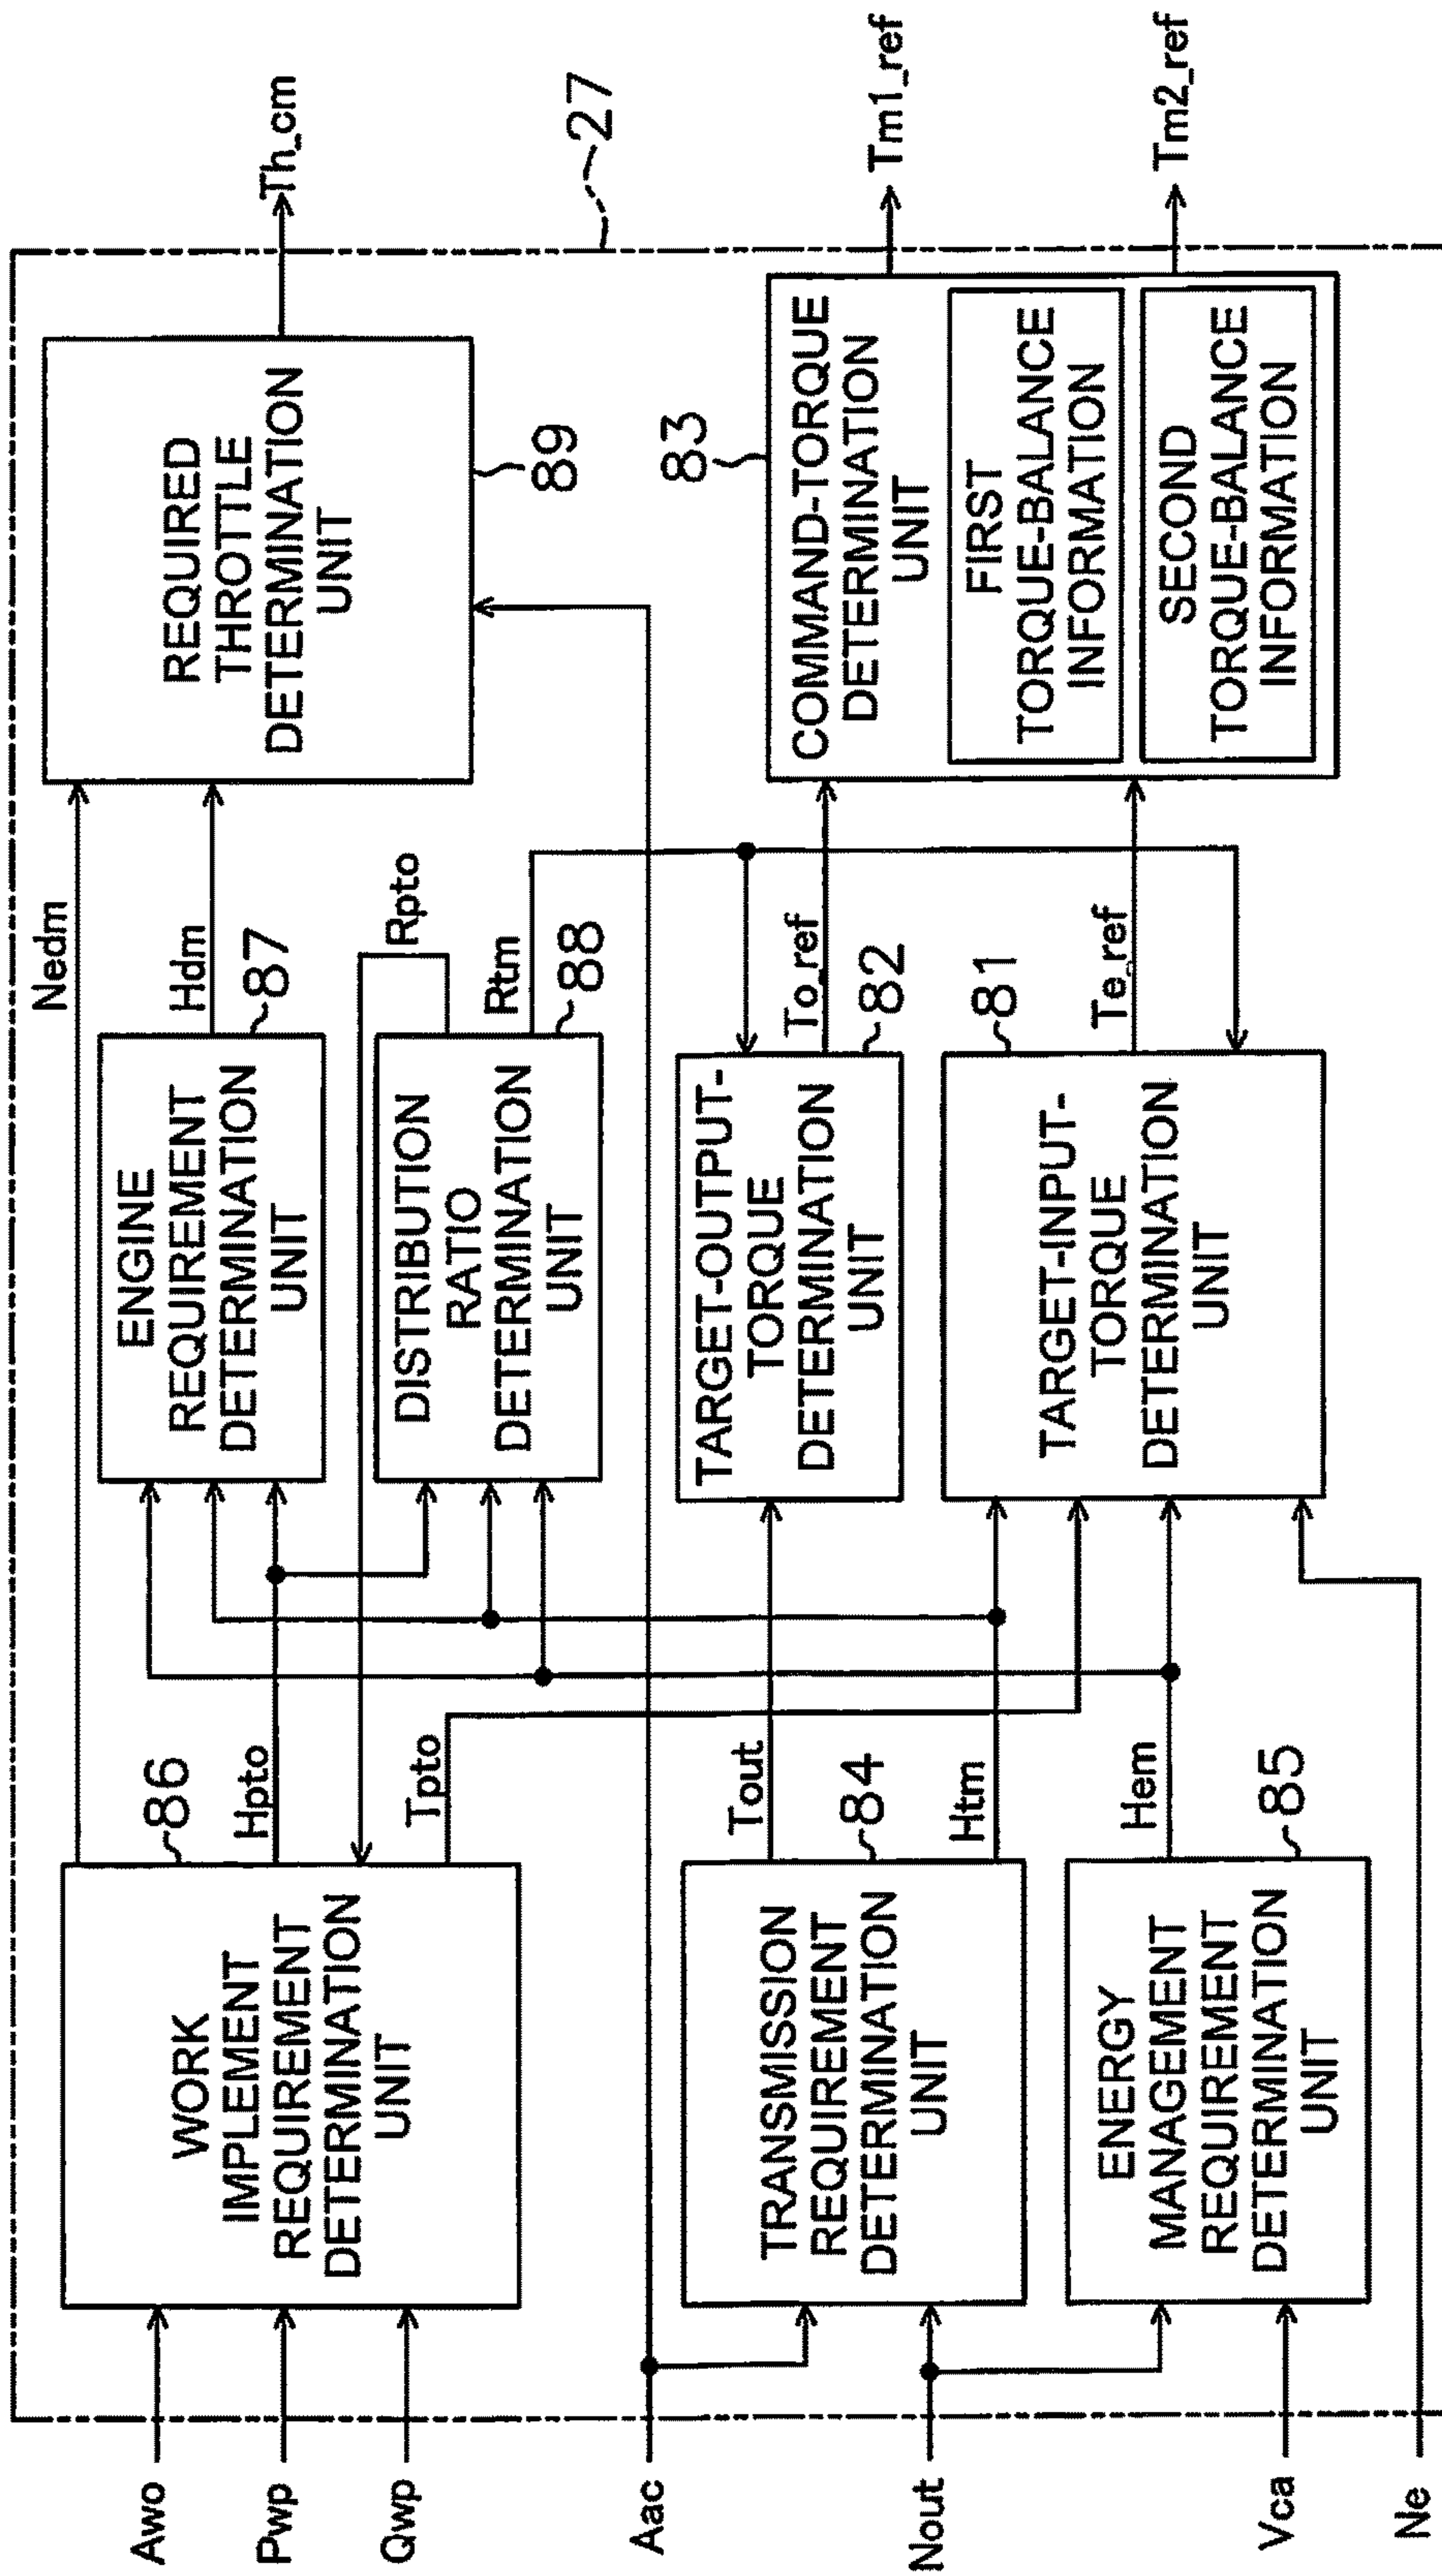 Awo
Pwp
Qwp
Aac
Nout
Vca
Ne
WORK
IMPLEMENT
REQUIREMENT
DETERMINATION
UNIT
86
Nedm
Hpto
Tpto
TRANSMISSION
REQUIREMENT
DETERMINATION
UNIT
84
Tout
Htm
ENERGY
MANAGEMENT
REQUIREMENT
DETERMINATION
UNIT
85
Hem
ENGINE
REQUIREMENT
DETERMINATION
UNIT
87
Hdm
DISTRIBUTION
RATIO
DETERMINATION
UNIT
88
Rpto
Rtm
TARGET-OUTPUT-
TORQUE
DETERMINATION
UNIT
82
To_ref
TARGET-INPUT-
TORQUE
DETERMINATION
UNIT
81
Te_ref
REQUIRED
THROTTLE
DETERMINATION
UNIT
89
Th_cm
27
83
COMMAND-TORQUE
DETERMINATION
UNIT
FIRST
TORQUE-BALANCE
INFORMATION
SECOND
TORQUE-BALANCE
INFORMATION
Tm1_ref
Tm2_ref